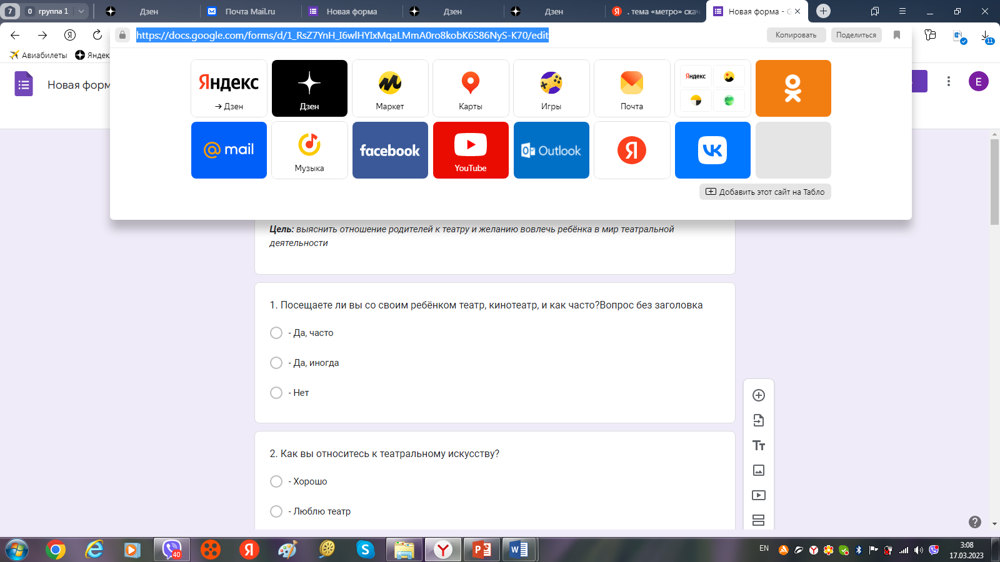 7 0 группа 1 Дзен Почта Mail.ru Новая форма Дзен Дзен . тема «метро» скач Новая форма - G
https://docs.google.com/forms/d/1_RsZ7YnH_I6wlHYIxMqaLMmA0ro8kobK6S86NyS-K70/edit Копировать Поделиться 11
Авиабилеты Яндек
Новая форм
Е
Яндекс
→ Дзен Дзен Маркет Карты Игры Почта
Яндекс
@mail Музыка facebook YouTube Outlook Я VK
Добавить этот сайт на Табло
Цель: выяснить отношение родителей к театру и желанию вовлечь ребёнка в мир театральной
деятельности
1. Посещаете ли вы со своим ребёнком театр, кинотеатр, и как часто?Вопрос без заголовка
- Да, часто
- Да, иногда
- Нет
2. Как вы относитесь к театральному искусству?
- Хорошо
- Люблю театр
40 EN 3:08
17.03.2023